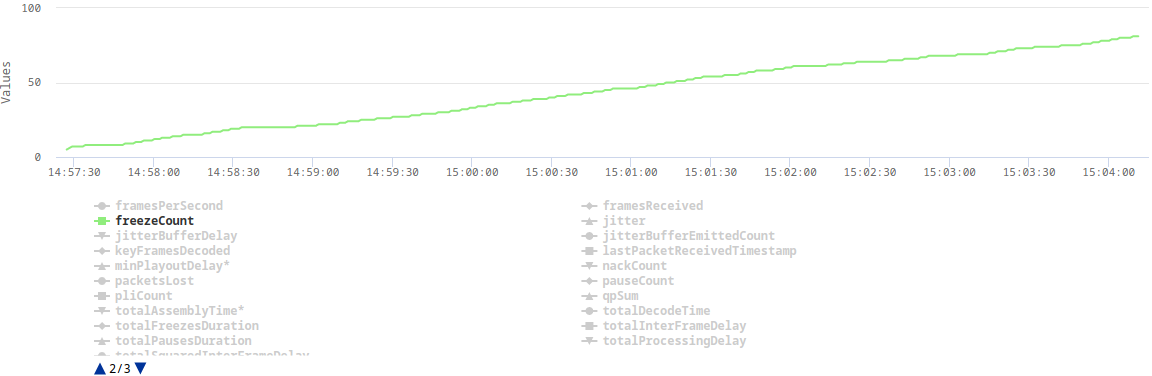 100
50
0
Values
14:57:30 14:58:00 14:58:30 14:59:00 14:59:30 15:00:00 15:00:30 15:01:00 15:01:30 15:02:00 15:02:30 15:03:00 15:03:30 15:04:00
framesPerSecond framesReceived
freezeCount jitter
jitterBufferDelay jitterBufferEmittedCount
keyFramesDecoded lastPacketReceivedTimestamp
minPlayoutDelay* nackCount
packetsLost pauseCount
pliCount qpSum
totalAssemblyTime* totalDecodeTime
totalFreezesDuration totalInterFrameDelay
totalPausesDuration totalProcessingDelay
totalSquaredInterFrameDelay
2/3